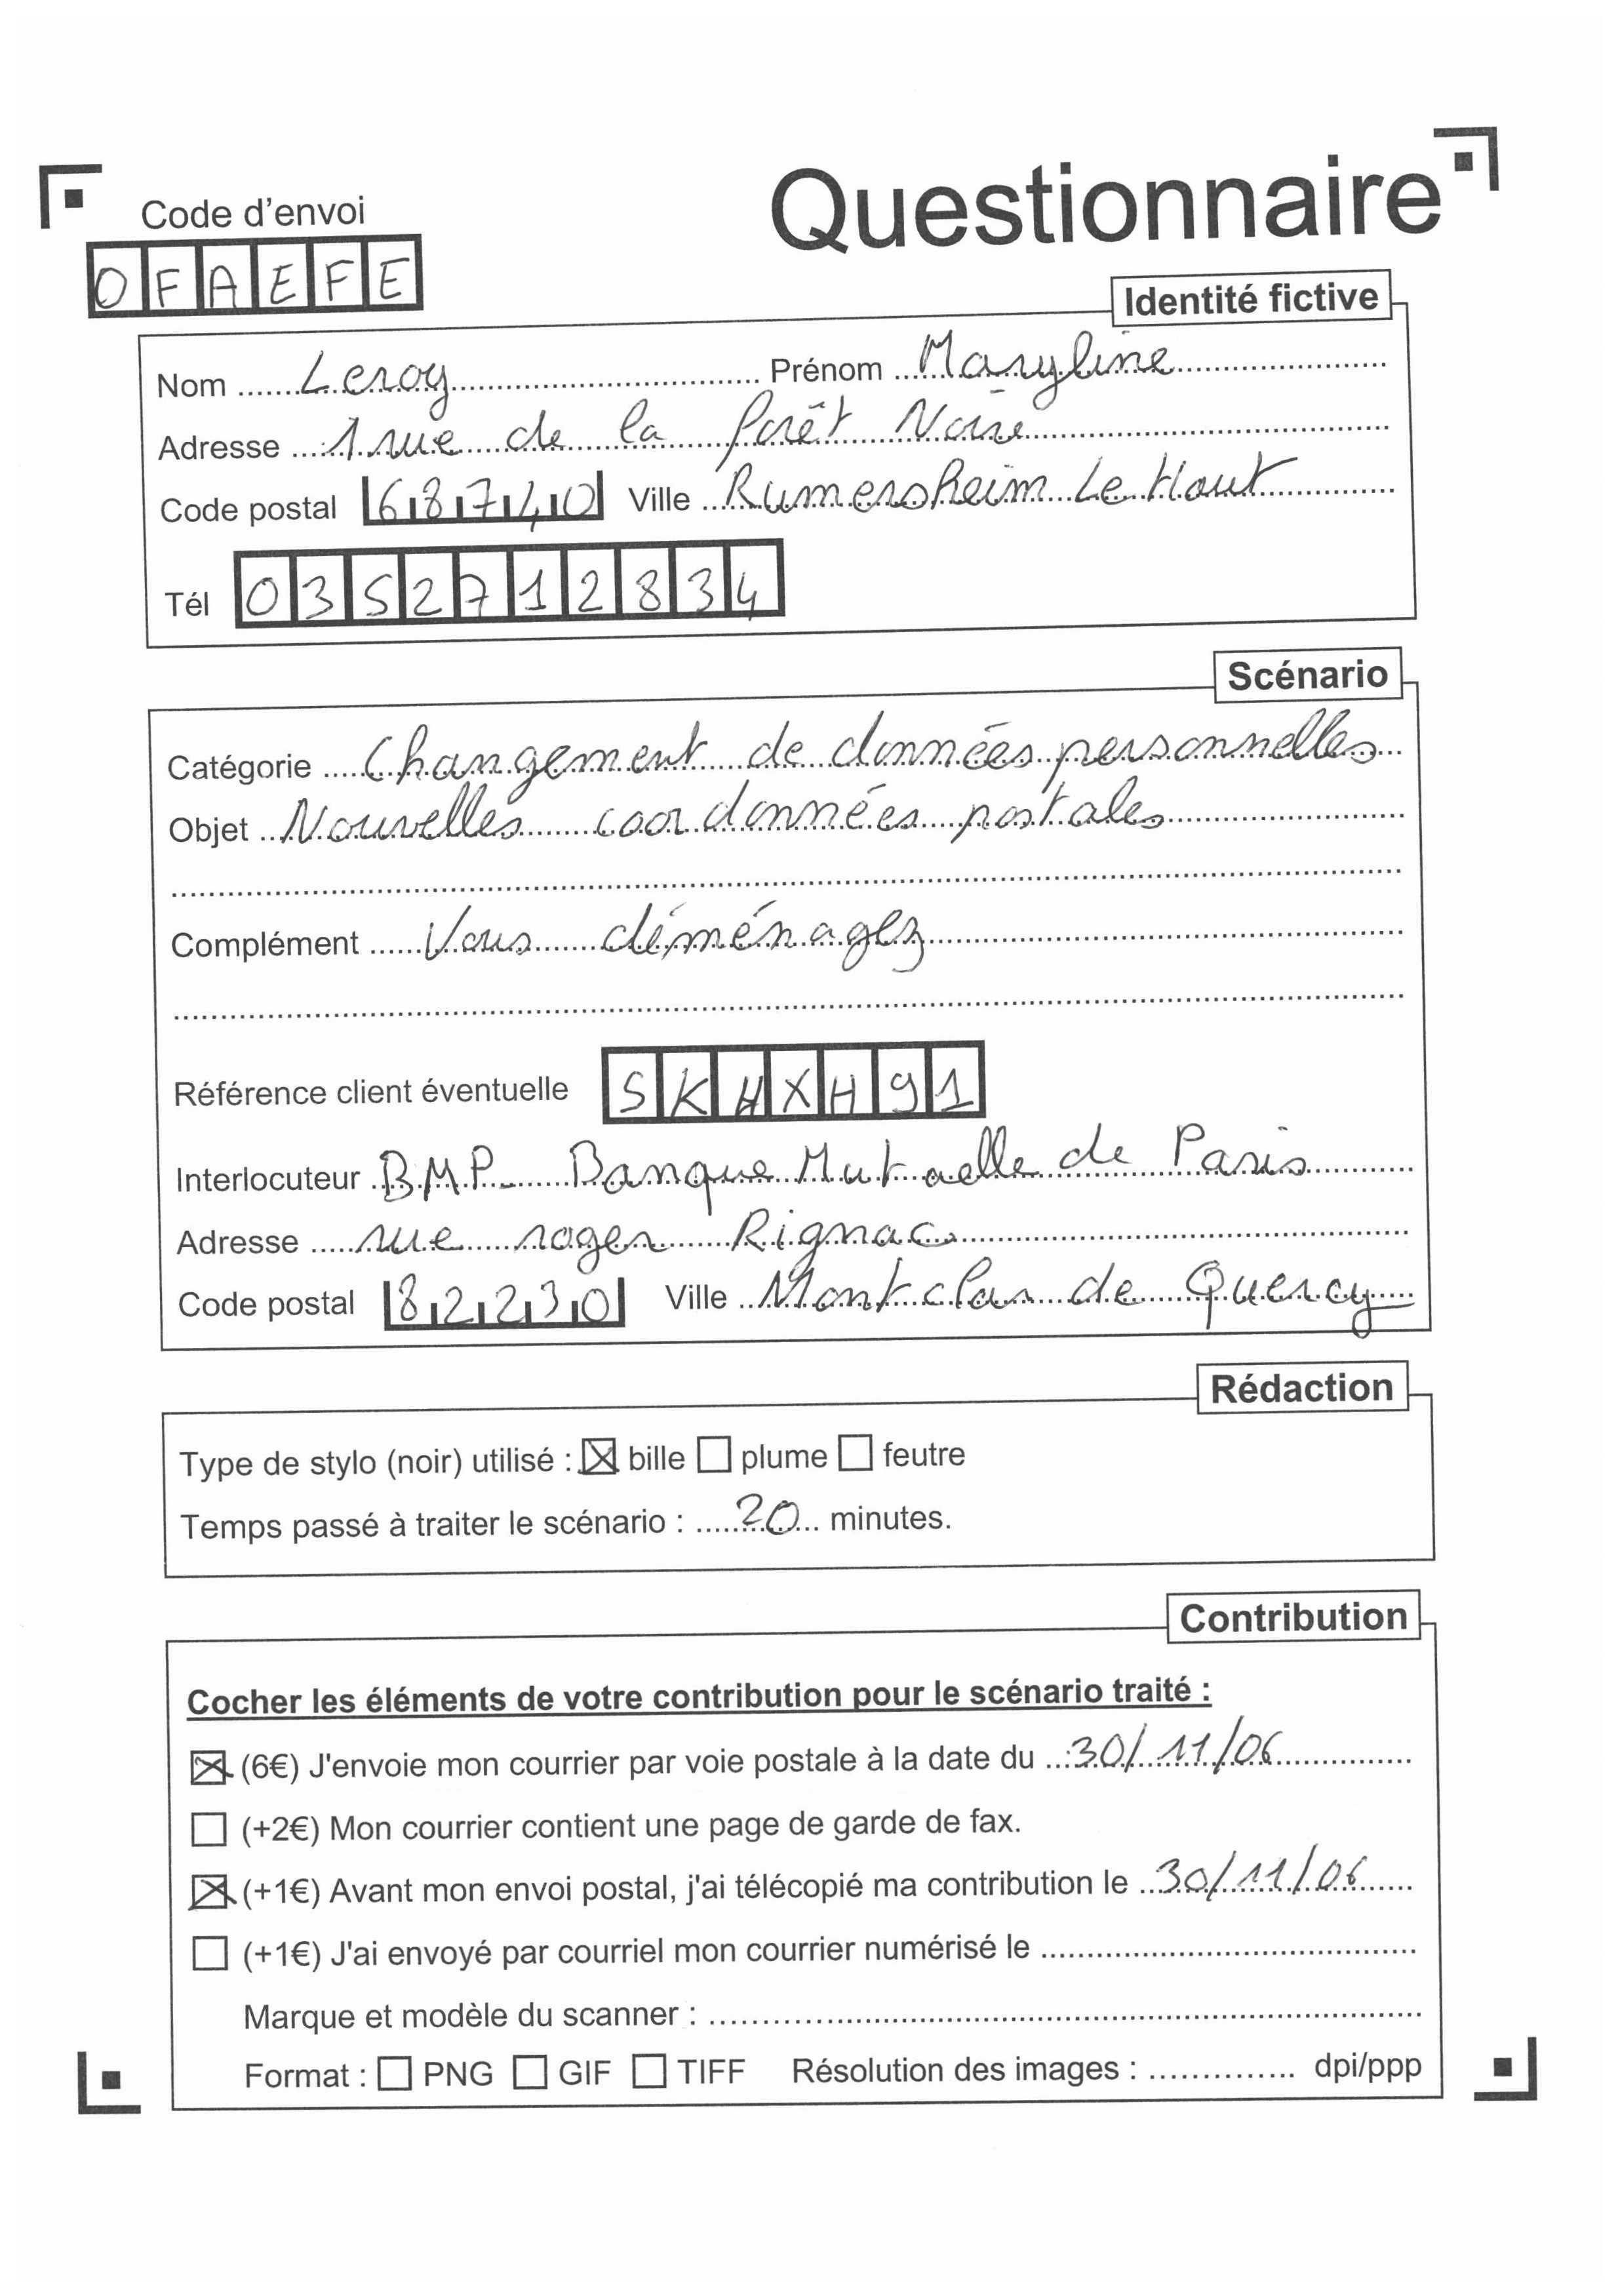 Questionnaire
Code d'envoi
OFAEFE
Identité fictive
Nom Leroy Prénom Maryline
Adresse 1 rue de la forêt Noire
Code postal 68740 Ville Rumersheim Le Haut
Tél 0352712834
Scénario
Catégorie Changement de données personnelles
Objet Nouvelles coordonnées postales
Complément Vous déménagez
Référence client éventuelle SKHXH91
Interlocuteur BMP - Banque Mutuelle de Paris
Adresse rue roger Rignac
Code postal 82230 Ville Montclar de Quercy
Rédaction
Type de stylo (noir) utilisé : ☒ bille ☐ plume ☐ feutre
Temps passé à traiter le scénario : 20 minutes.
Contribution
Cocher les éléments de votre contribution pour le scénario traité :
☒ (6€) J'envoie mon courrier par voie postale à la date du 30/11/06
☐ (+2€) Mon courrier contient une page de garde de fax.
☒ (+1€) Avant mon envoi postal, j'ai télécopié ma contribution le 30/11/06
☐ (+1€) J'ai envoyé par courriel mon courrier numérisé le
Marque et modèle du scanner :
Format : ☐ PNG ☐ GIF ☐ TIFF Résolution des images : dpi/ppp